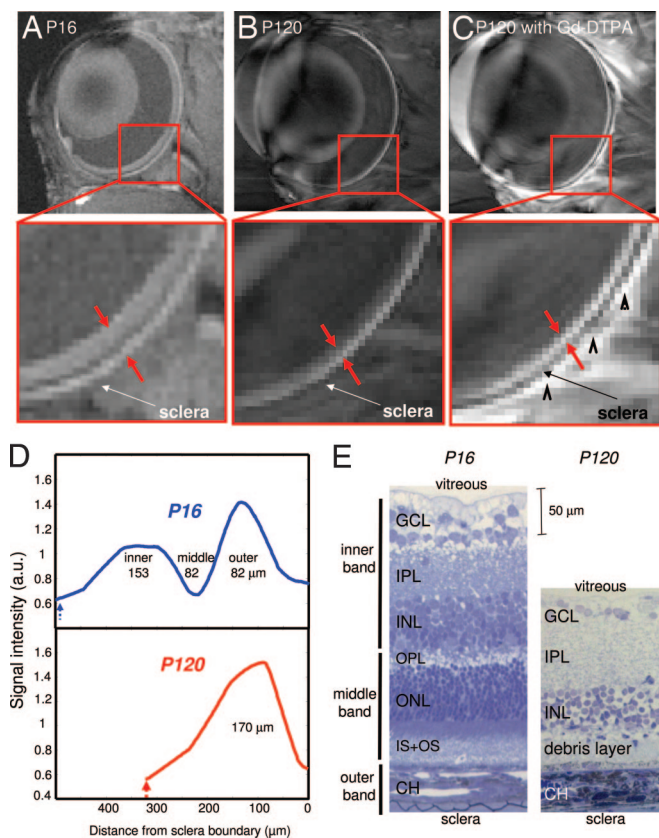 A P16
B P120
C P120 with Gd-DTPA
sclera
sclera
sclera
D
P16
inner
153
middle
82
outer
82 µm
P120
170 µm
Signal intensity (a.u.)
1.6
1.4
1.2
1.0
0.8
0.6
1.6
1.4
1.2
1.0
0.8
0.6
0.4
400 300 200 100 0
Distance from sclera boundary (µm)
E
P16
P120
vitreous
50 µm
vitreous
inner
band
middle
band
outer
band
GCL
IPL
INL
OPL
ONL
IS+OS
CH
sclera
GCL
IPL
INL
debris layer
CH
sclera